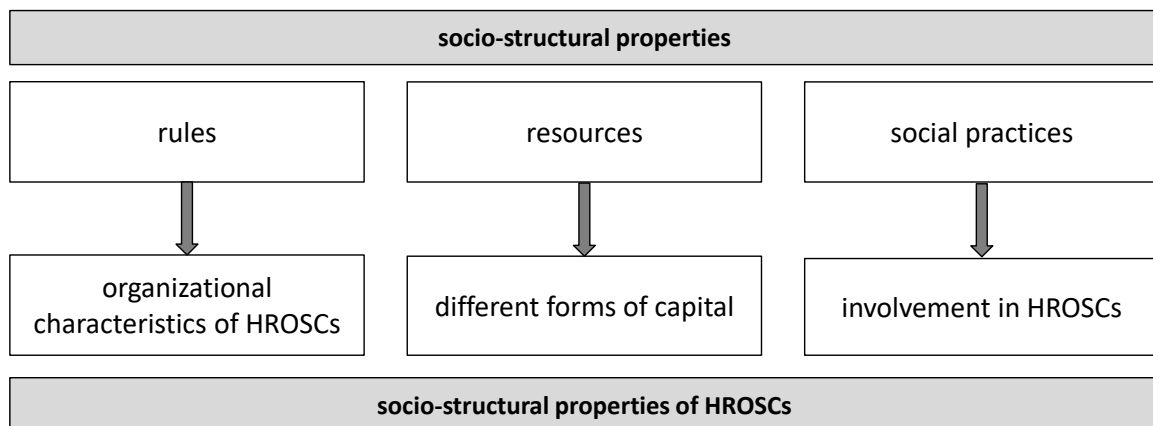 socio-structural properties
rules
resources
social practices
organizational
characteristics of HROSCs
different forms of capital
involvement in HROSCs
socio-structural properties of HROSCs